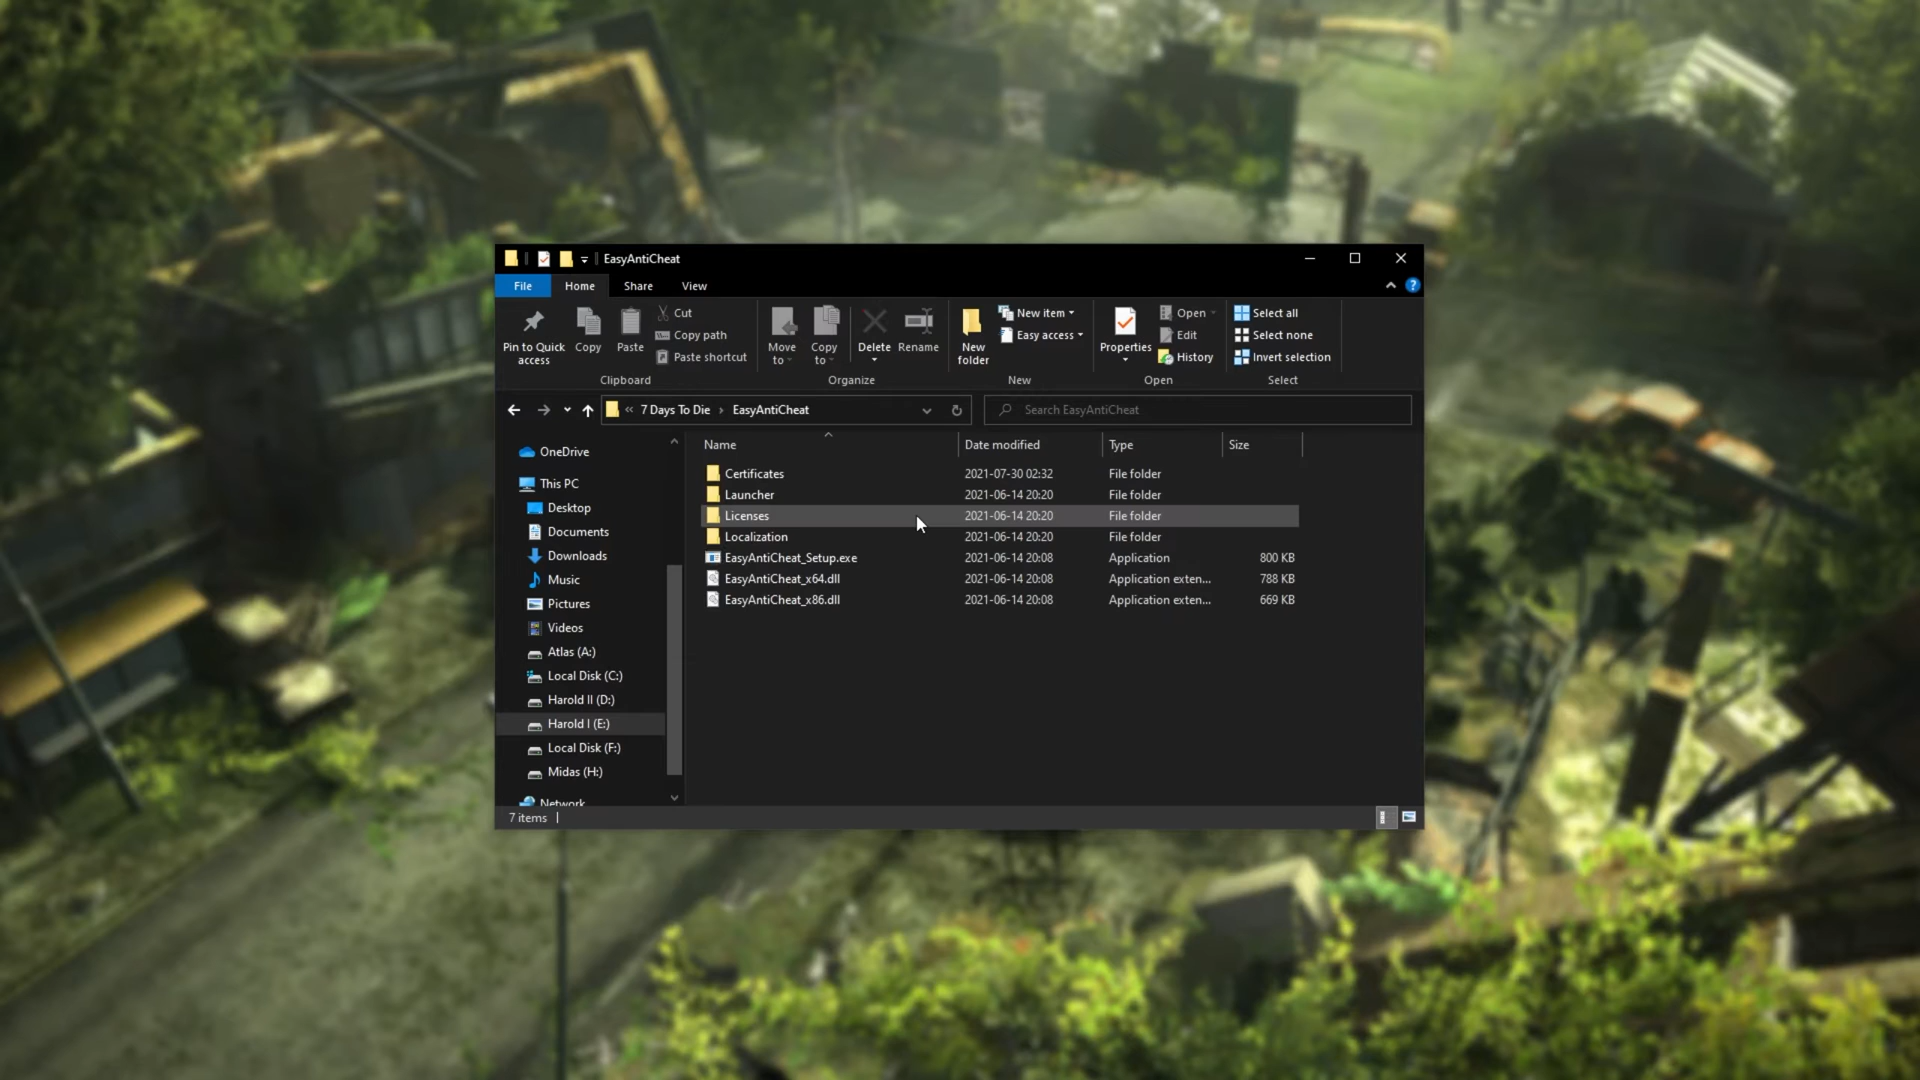 EasyAntiCheat
File Home Share View
Pin to Quick access
Copy
Paste
Cut
Copy path
Paste shortcut
Clipboard
Move to
Copy to
Delete
Rename
Organize
New folder
New item
Easy access
New
Properties
Open
Edit
History
Open
Select all
Select none
Invert selection
Select
« 7 Days To Die › EasyAntiCheat
Search EasyAntiCheat
OneDrive
This PC
Desktop
Documents
Downloads
Music
Pictures
Videos
Atlas (A:)
Local Disk (C:)
Harold II (D:)
Harold I (E:)
Local Disk (F:)
Midas (H:)
Network
Name Date modified Type Size
Certificates 2021-07-30 02:32 File folder
Launcher 2021-06-14 20:20 File folder
Licenses 2021-06-14 20:20 File folder
Localization 2021-06-14 20:20 File folder
EasyAntiCheat_Setup.exe 2021-06-14 20:08 Application 800 KB
EasyAntiCheat_x64.dll 2021-06-14 20:08 Application exten... 788 KB
EasyAntiCheat_x86.dll 2021-06-14 20:08 Application exten... 669 KB
7 items